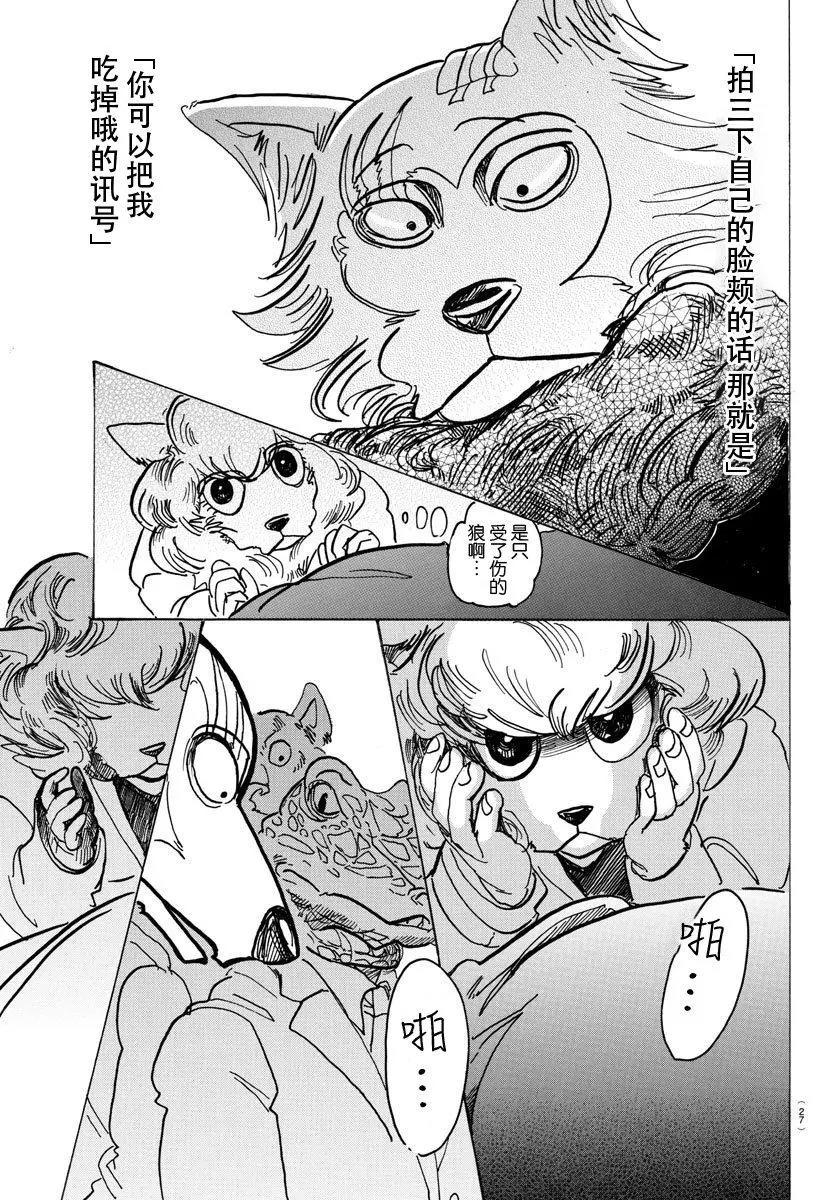 「拍三下自己的脸颊的话那就是」
「你可以把我
吃掉哦的讯号」
是只
受了伤的
狼啊…
啪…
啪…
(27)